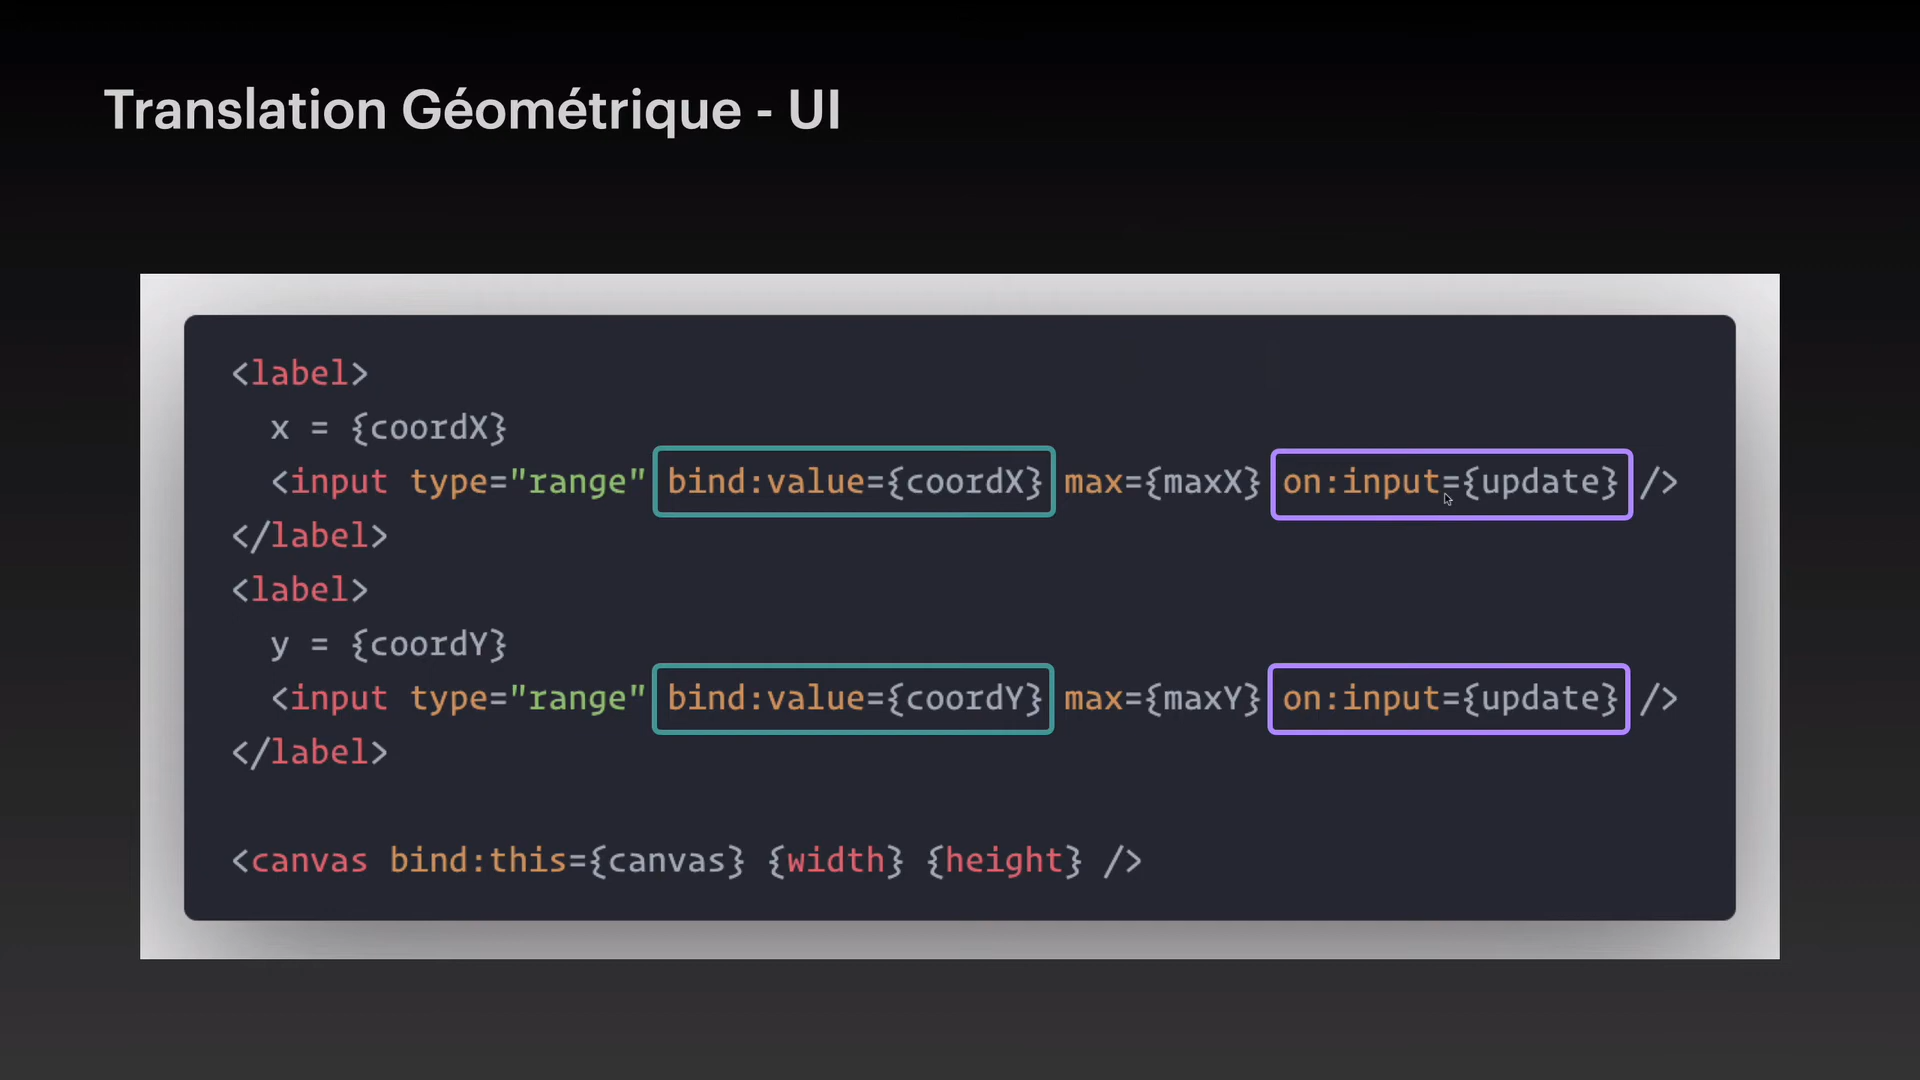 Translation Géométrique - UI
<label>
x = {coordX}
<input type="range" bind:value={coordX} max={maxX} on:input={update} />
</label>
<label>
y = {coordY}
<input type="range" bind:value={coordY} max={maxY} on:input={update} />
</label>
<canvas bind:this={canvas} {width} {height} />